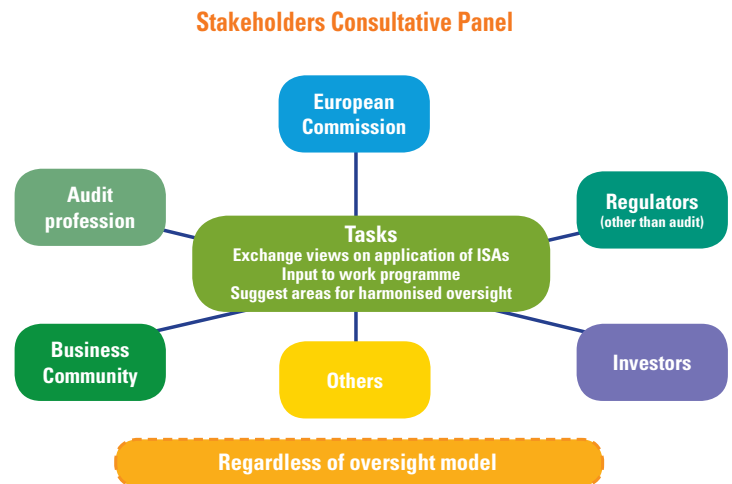 Stakeholders Consultative Panel
European
Commission
Audit
profession
Regulators
(other than audit)
Tasks
Exchange views on application of ISAs
Input to work programme
Suggest areas for harmonised oversight
Business
Community
Others
Investors
Regardless of oversight model